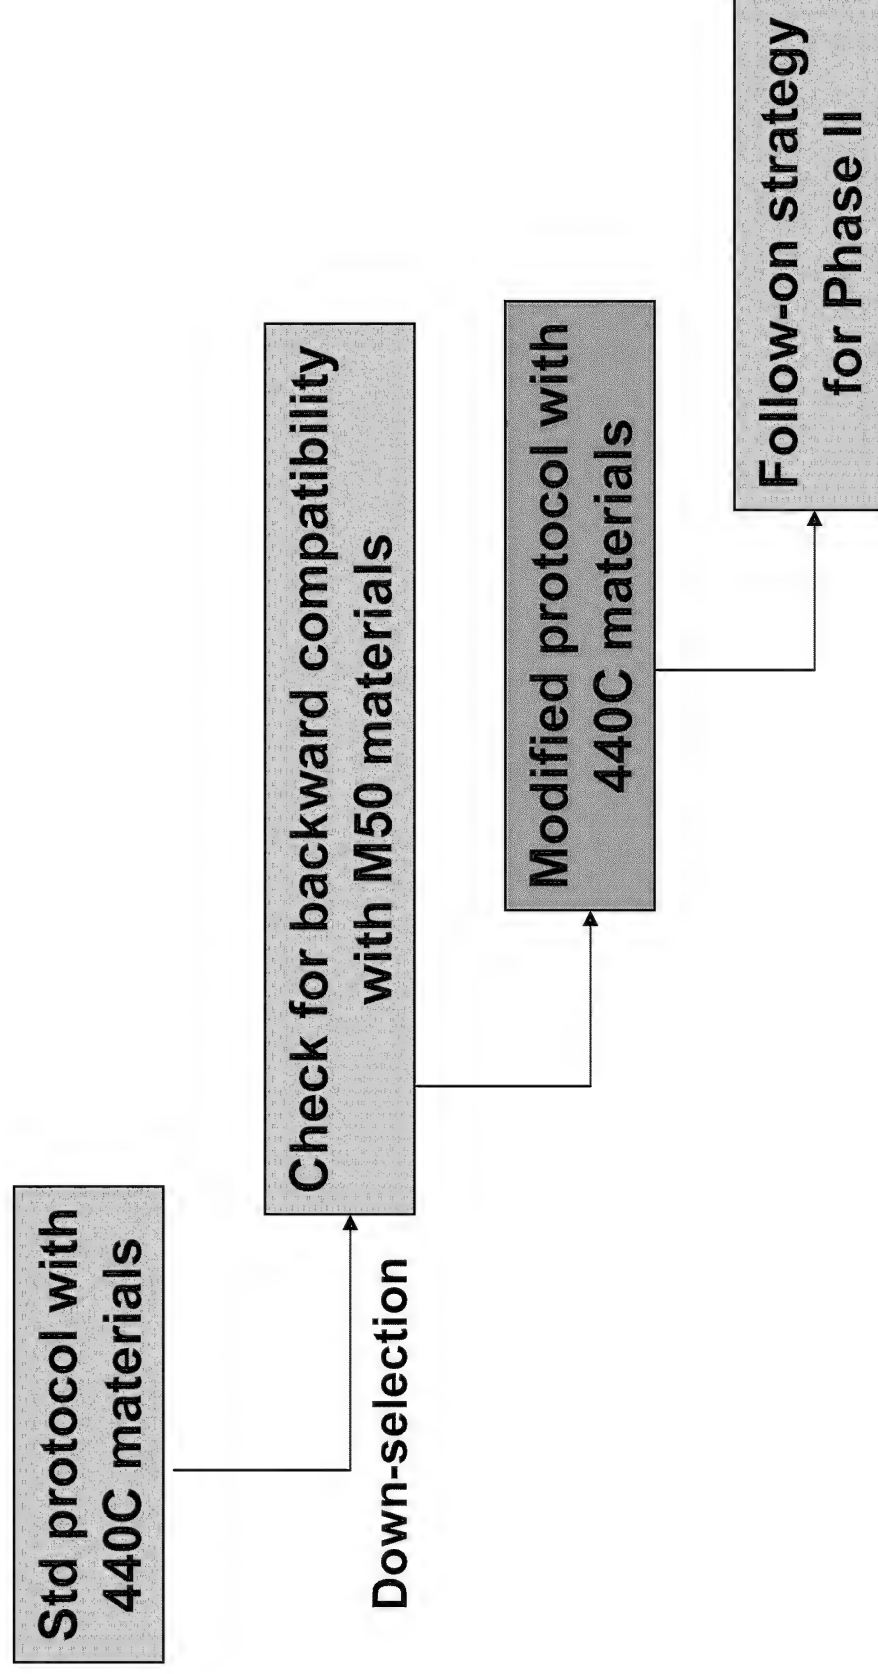 Std protocol with
440C materials
Down-selection
Check for backward compatibility
with M50 materials
Modified protocol with
440C materials
Follow-on strategy
for Phase II